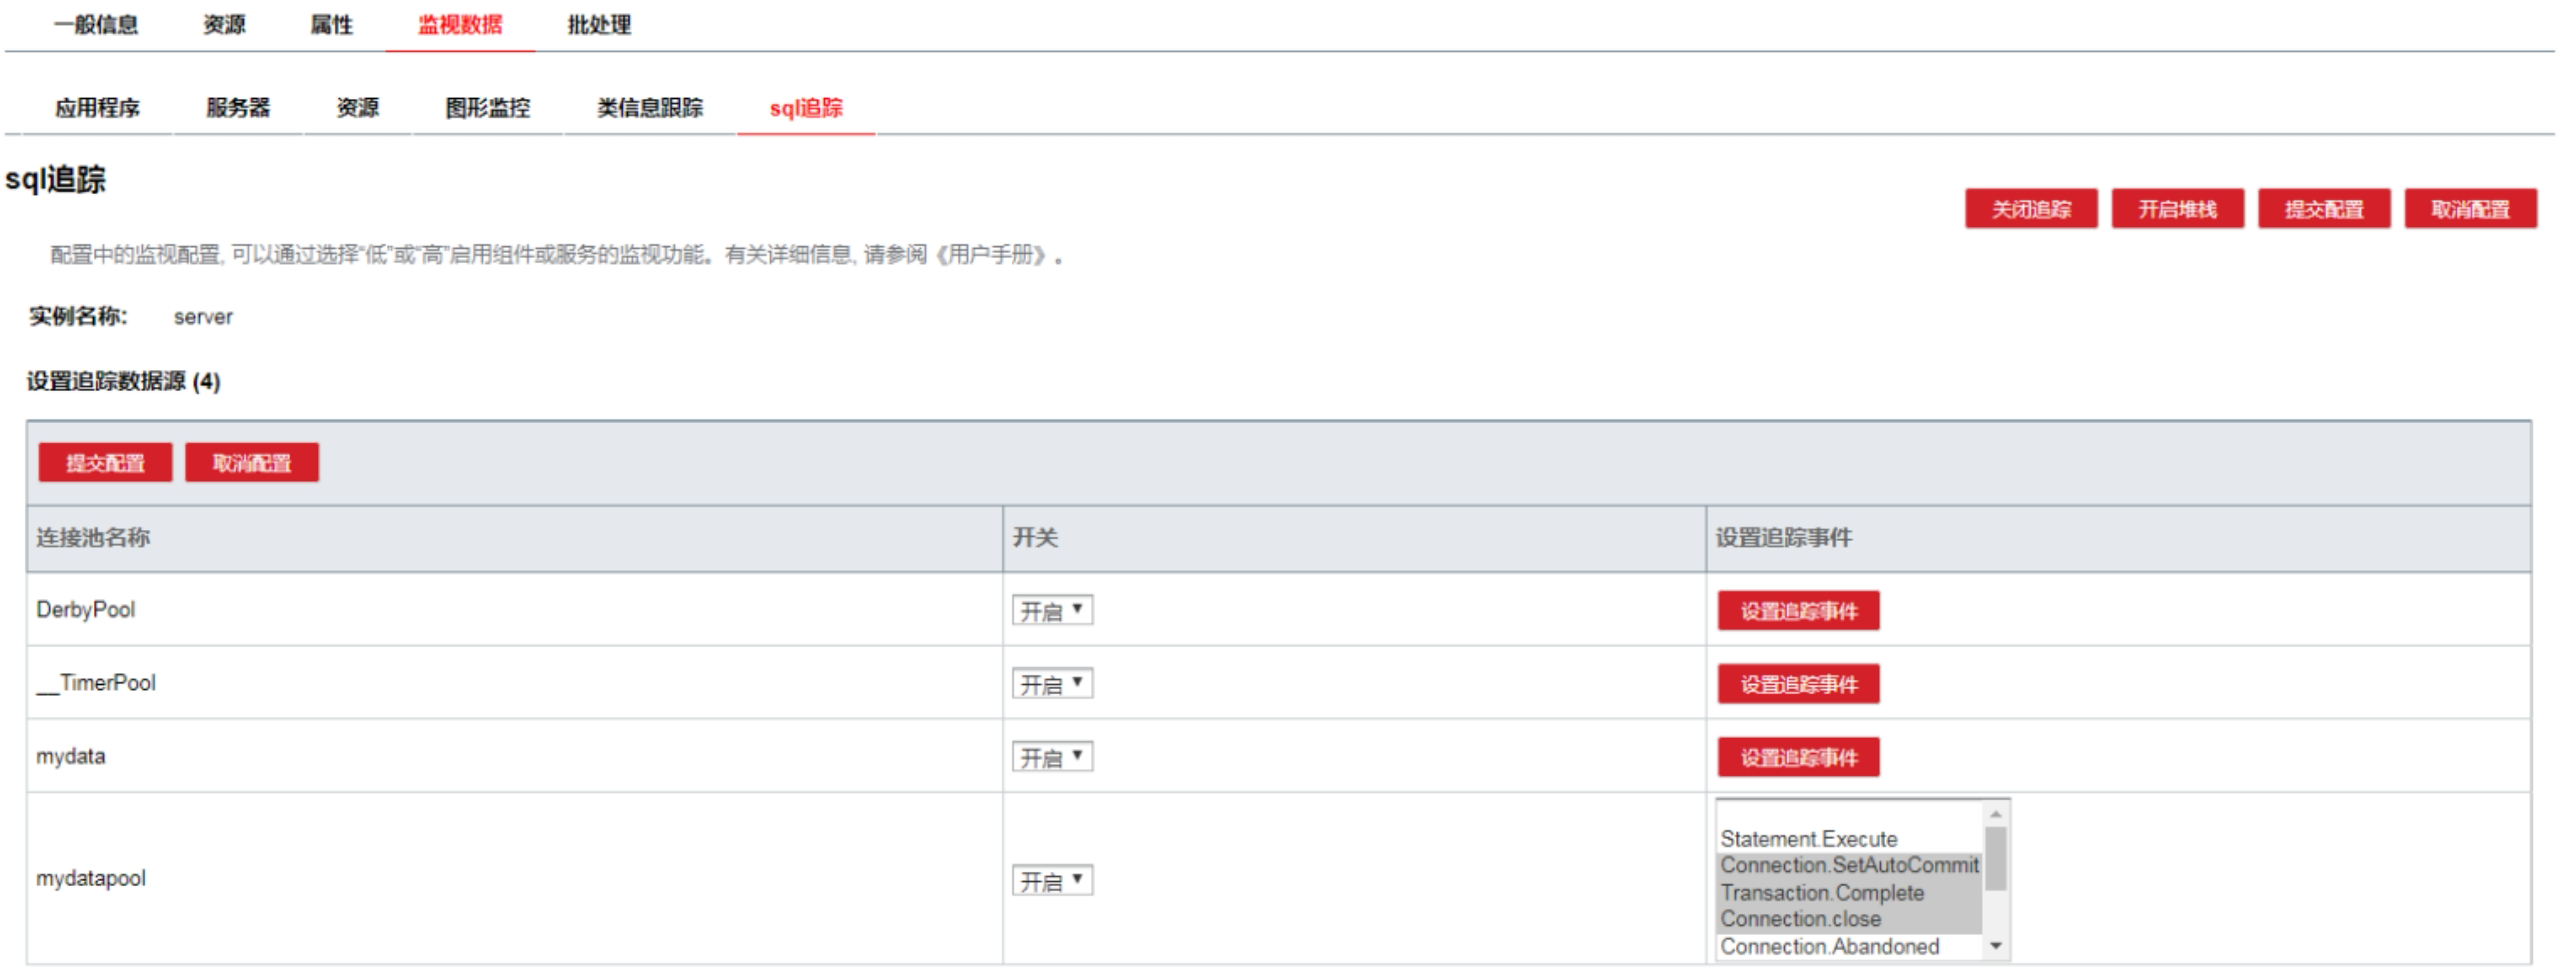 一般信息 资源 属性 监视数据 批处理
应用程序 服务器 资源 图形监控 类信息跟踪 sql追踪
sql追踪
关闭追踪 开启堆栈 提交配置 取消配置
配置中的监视配置, 可以通过选择“低”或“高”启用组件或服务的监视功能。有关详细信息, 请参阅《用户手册》。
实例名称: server
设置追踪数据源 (4)
提交配置 取消配置
连接池名称 开关 设置追踪事件
DerbyPool 开启 设置追踪事件
__TimerPool 开启 设置追踪事件
mydata 开启 设置追踪事件
mydatapool 开启
Statement.Execute
Connection.SetAutoCommit
Transaction.Complete
Connection.close
Connection.Abandoned